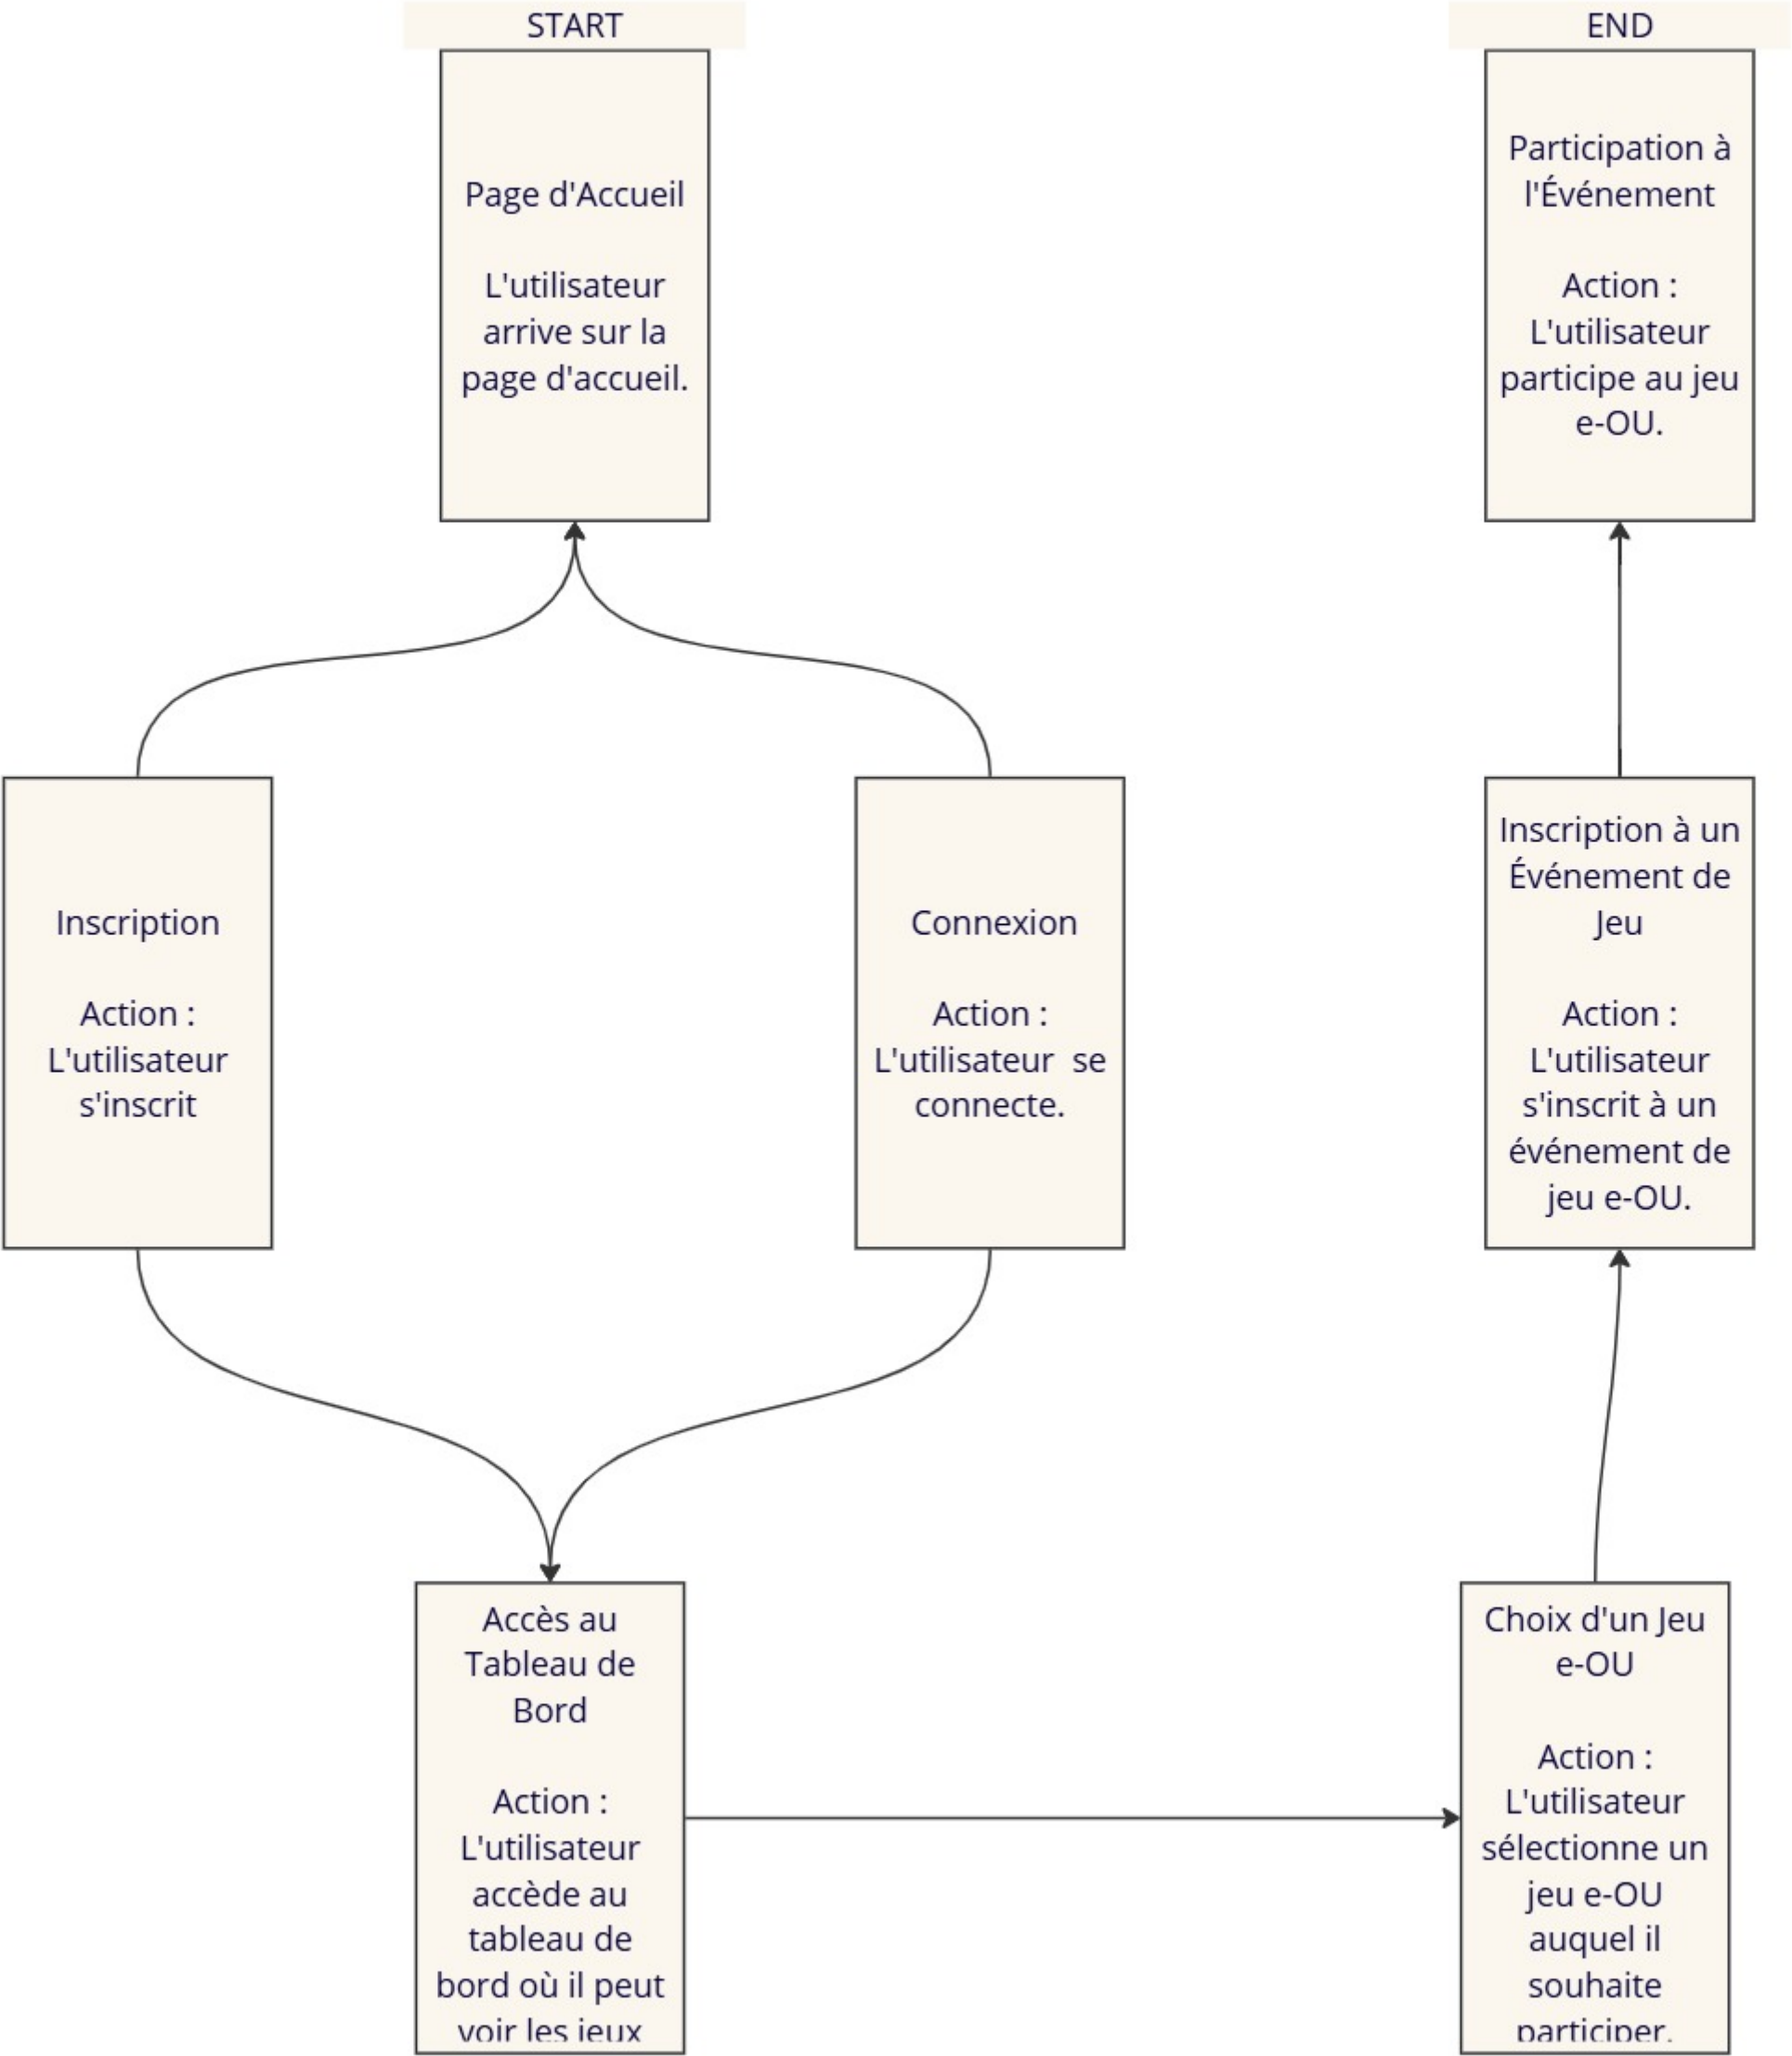 START
Page d'Accueil
L'utilisateur
arrive sur la
page d'accueil.
END
Participation à
l'Événement
Action :
L'utilisateur
participe au jeu
e-OU.
Inscription
Action :
L'utilisateur
s'inscrit
Connexion
Action :
L'utilisateur  se
connecte.
Inscription à un
Événement de
Jeu
Action :
L'utilisateur
s'inscrit à un
événement de
jeu e-OU.
Accès au
Tableau de
Bord
Action :
L'utilisateur
accède au
tableau de
bord où il peut
voir les jeux
Choix d'un Jeu
e-OU
Action :
L'utilisateur
sélectionne un
jeu e-OU
auquel il
souhaite
participer.